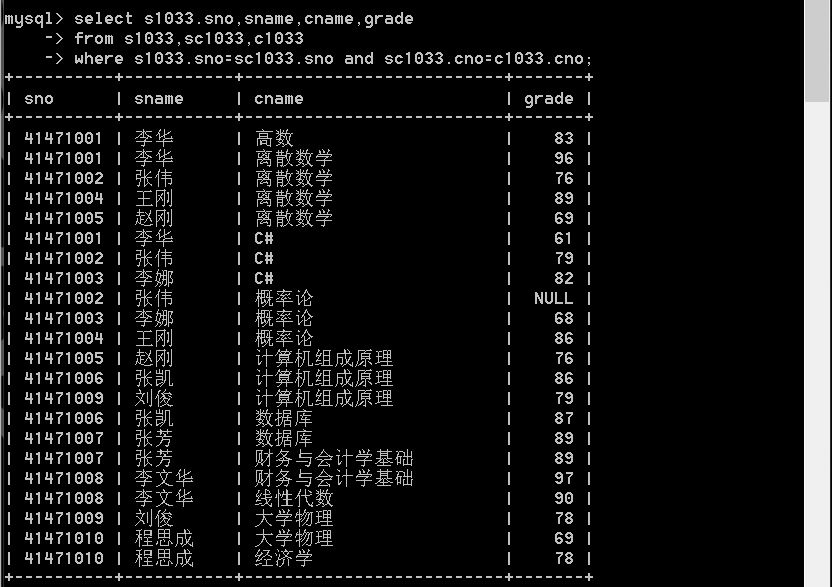 mysql> select s1033.sno,sname,cname,grade
    -> from s1033,sc1033,c1033
    -> where s1033.sno=sc1033.sno and sc1033.cno=c1033.cno;
+----------+--------+------------------+-------+
| sno | sname | cname | grade |
+----------+--------+------------------+-------+
| 41471001 | 李华 | 高数 | 83 |
| 41471001 | 李华 | 离散数学 | 96 |
| 41471002 | 张伟 | 离散数学 | 76 |
| 41471004 | 王刚 | 离散数学 | 89 |
| 41471005 | 赵刚 | 离散数学 | 69 |
| 41471001 | 李华 | C# | 61 |
| 41471002 | 张伟 | C# | 79 |
| 41471003 | 李娜 | C# | 82 |
| 41471002 | 张伟 | 概率论 | NULL |
| 41471003 | 李娜 | 概率论 | 68 |
| 41471004 | 王刚 | 概率论 | 86 |
| 41471005 | 赵刚 | 计算机组成原理 | 76 |
| 41471006 | 张凯 | 计算机组成原理 | 86 |
| 41471009 | 刘俊 | 计算机组成原理 | 79 |
| 41471006 | 张凯 | 数据库 | 87 |
| 41471007 | 张芳 | 数据库 | 89 |
| 41471007 | 张芳 | 财务与会计学基础 | 89 |
| 41471008 | 李文华 | 财务与会计学基础 | 97 |
| 41471008 | 李文华 | 线性代数 | 90 |
| 41471009 | 刘俊 | 大学物理 | 78 |
| 41471010 | 程思成 | 大学物理 | 69 |
| 41471010 | 程思成 | 经济学 | 78 |
+----------+--------+------------------+-------+